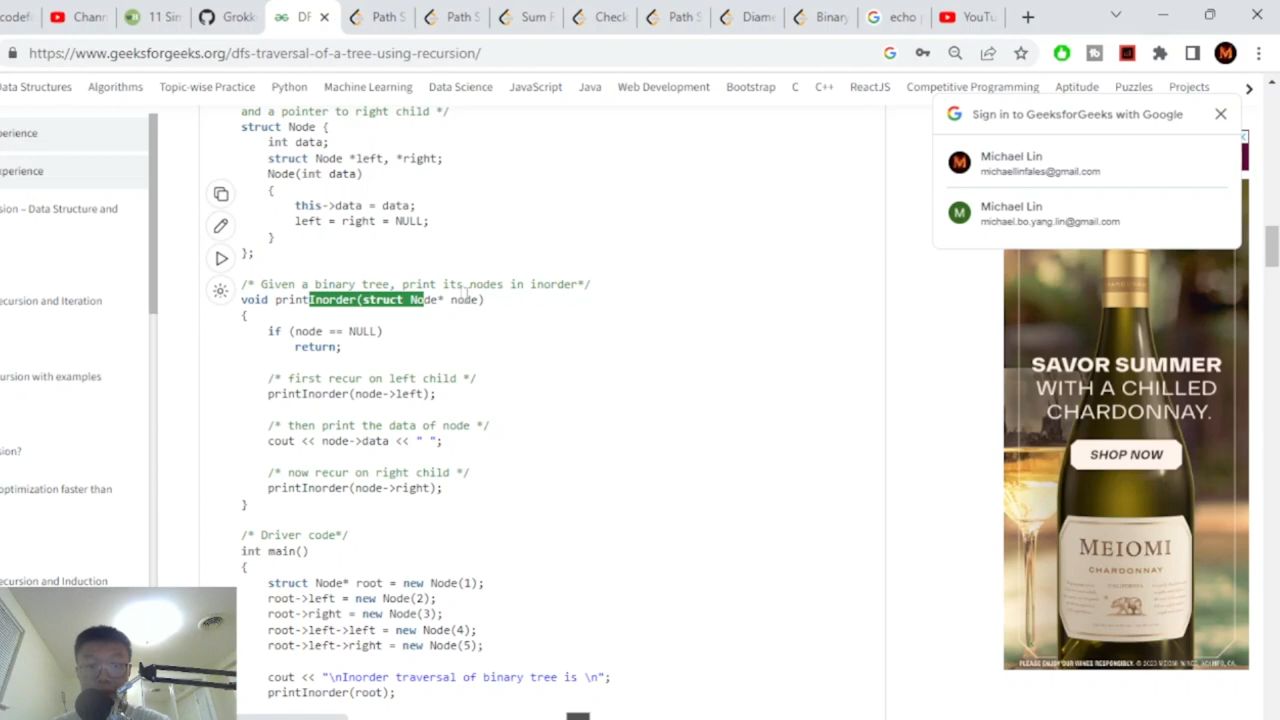 codef
Chann
11 Sin
Grokk
DF
Path S
Path S
Sum F
Check
Path S
Diame
Binary
echo
YouTu
https://www.geeksforgeeks.org/dfs-traversal-of-a-tree-using-recursion/
ata Structures Algorithms Topic-wise Practice Python Machine Learning Data Science JavaScript Java Web Development Bootstrap C C++ ReactJS Competitive Programming Aptitude Puzzles Projects
perience
xperience
sion – Data Structure and
ecursion and Iteration
ursion with examples
sion?
optimization faster than
ecursion and Induction
and a pointer to right child */
struct Node {
int data;
struct Node *left, *right;
Node(int data)
{
this->data = data;
left = right = NULL;
}
};
/* Given a binary tree, print its nodes in inorder*/
void printInorder(struct Node* node)
{
if (node == NULL)
return;
/* first recur on left child */
printInorder(node->left);
/* then print the data of node */
cout << node->data << " ";
/* now recur on right child */
printInorder(node->right);
}
/* Driver code*/
int main()
{
struct Node* root = new Node(1);
root->left = new Node(2);
root->right = new Node(3);
root->left->left = new Node(4);
root->left->right = new Node(5);
cout << "\nInorder traversal of binary tree is \n";
printInorder(root);
Sign in to GeeksforGeeks with Google
M
Michael Lin
michaellinfales@gmail.com
M
Michael Lin
michael.bo.yang.lin@gmail.com
SAVOR SUMMER
WITH A CHILLED
CHARDONNAY.
SHOP NOW
MEIOMI
CHARDONNAY
CALIFORNIA